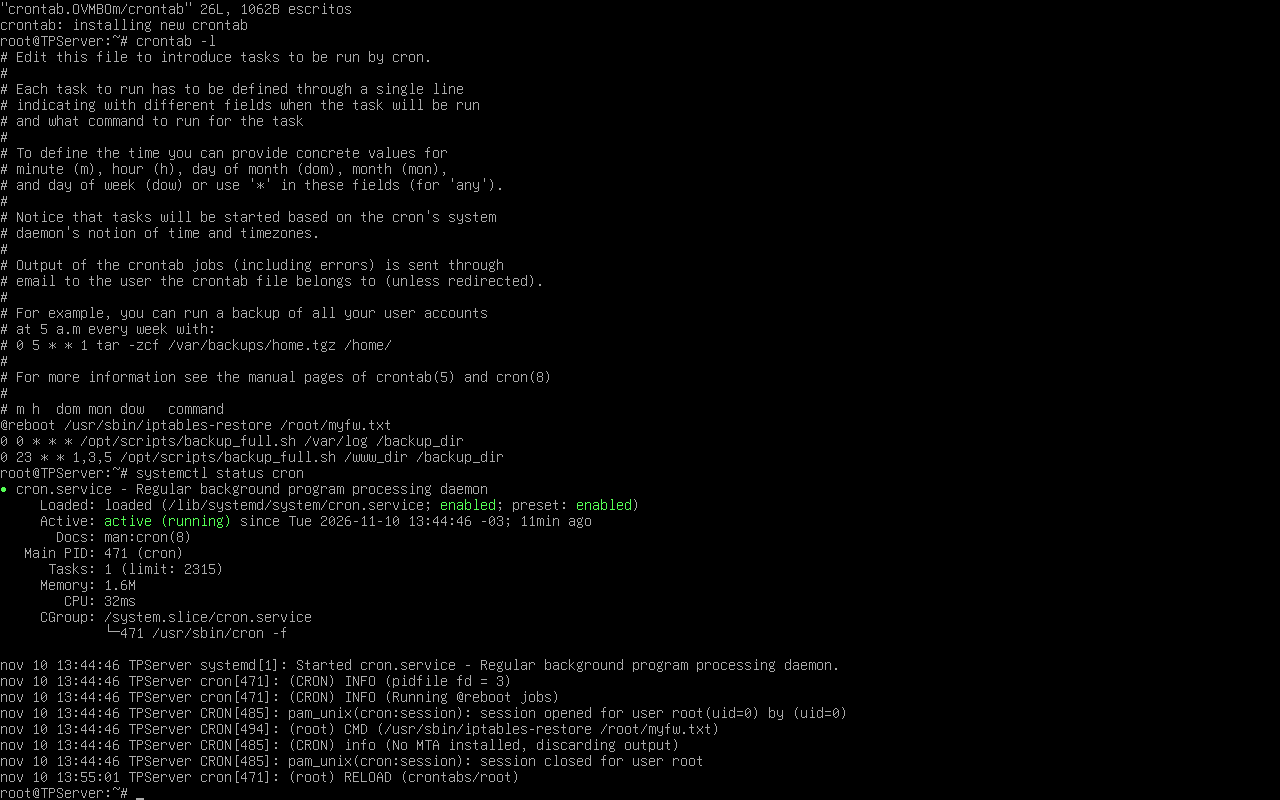 "crontab.OVMBOm/crontab" 26L, 1062B escritos
crontab: installing new crontab
root@TPServer:~# crontab -l
# Edit this file to introduce tasks to be run by cron.
#
# Each task to run has to be defined through a single line
# indicating with different fields when the task will be run
# and what command to run for the task
#
# To define the time you can provide concrete values for
# minute (m), hour (h), day of month (dom), month (mon),
# and day of week (dow) or use '*' in these fields (for 'any').
#
# Notice that tasks will be started based on the cron's system
# daemon's notion of time and timezones.
#
# Output of the crontab jobs (including errors) is sent through
# email to the user the crontab file belongs to (unless redirected).
#
# For example, you can run a backup of all your user accounts
# at 5 a.m every week with:
# 0 5 * * 1 tar -zcf /var/backups/home.tgz /home/
#
# For more information see the manual pages of crontab(5) and cron(8)
#
# m h  dom mon dow   command
@reboot /usr/sbin/iptables-restore /root/myfw.txt
0 0 * * * /opt/scripts/backup_full.sh /var/log /backup_dir
0 23 * * 1,3,5 /opt/scripts/backup_full.sh /www_dir /backup_dir
root@TPServer:~# systemctl status cron
● cron.service - Regular background program processing daemon
     Loaded: loaded (/lib/systemd/system/cron.service; enabled; preset: enabled)
     Active: active (running) since Tue 2026-11-10 13:44:46 -03; 11min ago
       Docs: man:cron(8)
   Main PID: 471 (cron)
      Tasks: 1 (limit: 2315)
     Memory: 1.6M
        CPU: 32ms
     CGroup: /system.slice/cron.service
             └─471 /usr/sbin/cron -f

nov 10 13:44:46 TPServer systemd[1]: Started cron.service - Regular background program processing daemon.
nov 10 13:44:46 TPServer cron[471]: (CRON) INFO (pidfile fd = 3)
nov 10 13:44:46 TPServer cron[471]: (CRON) INFO (Running @reboot jobs)
nov 10 13:44:46 TPServer CRON[485]: pam_unix(cron:session): session opened for user root(uid=0) by (uid=0)
nov 10 13:44:46 TPServer CRON[494]: (root) CMD (/usr/sbin/iptables-restore /root/myfw.txt)
nov 10 13:44:46 TPServer CRON[485]: (CRON) info (No MTA installed, discarding output)
nov 10 13:44:46 TPServer CRON[485]: pam_unix(cron:session): session closed for user root
nov 10 13:55:01 TPServer cron[471]: (root) RELOAD (crontabs/root)
root@TPServer:~# _